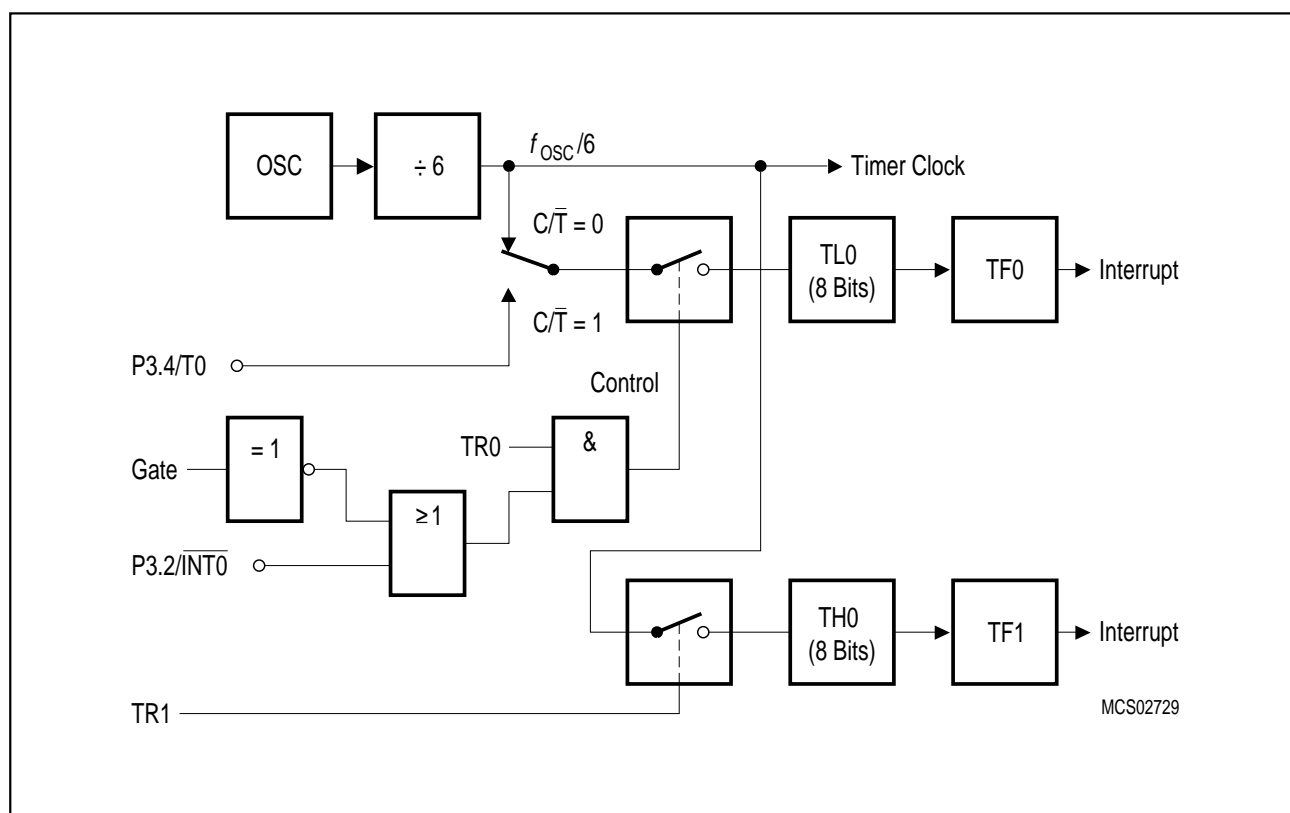 OSC
÷ 6
f OSC/6
Timer Clock
C/T̅ = 0
TL0
(8 Bits)
TF0
Interrupt
C/T̅ = 1
P3.4/T0
Control
Gate
= 1
TR0
&
≥ 1
P3.2/I̅N̅T̅0̅
TH0
(8 Bits)
TF1
Interrupt
TR1
MCS02729